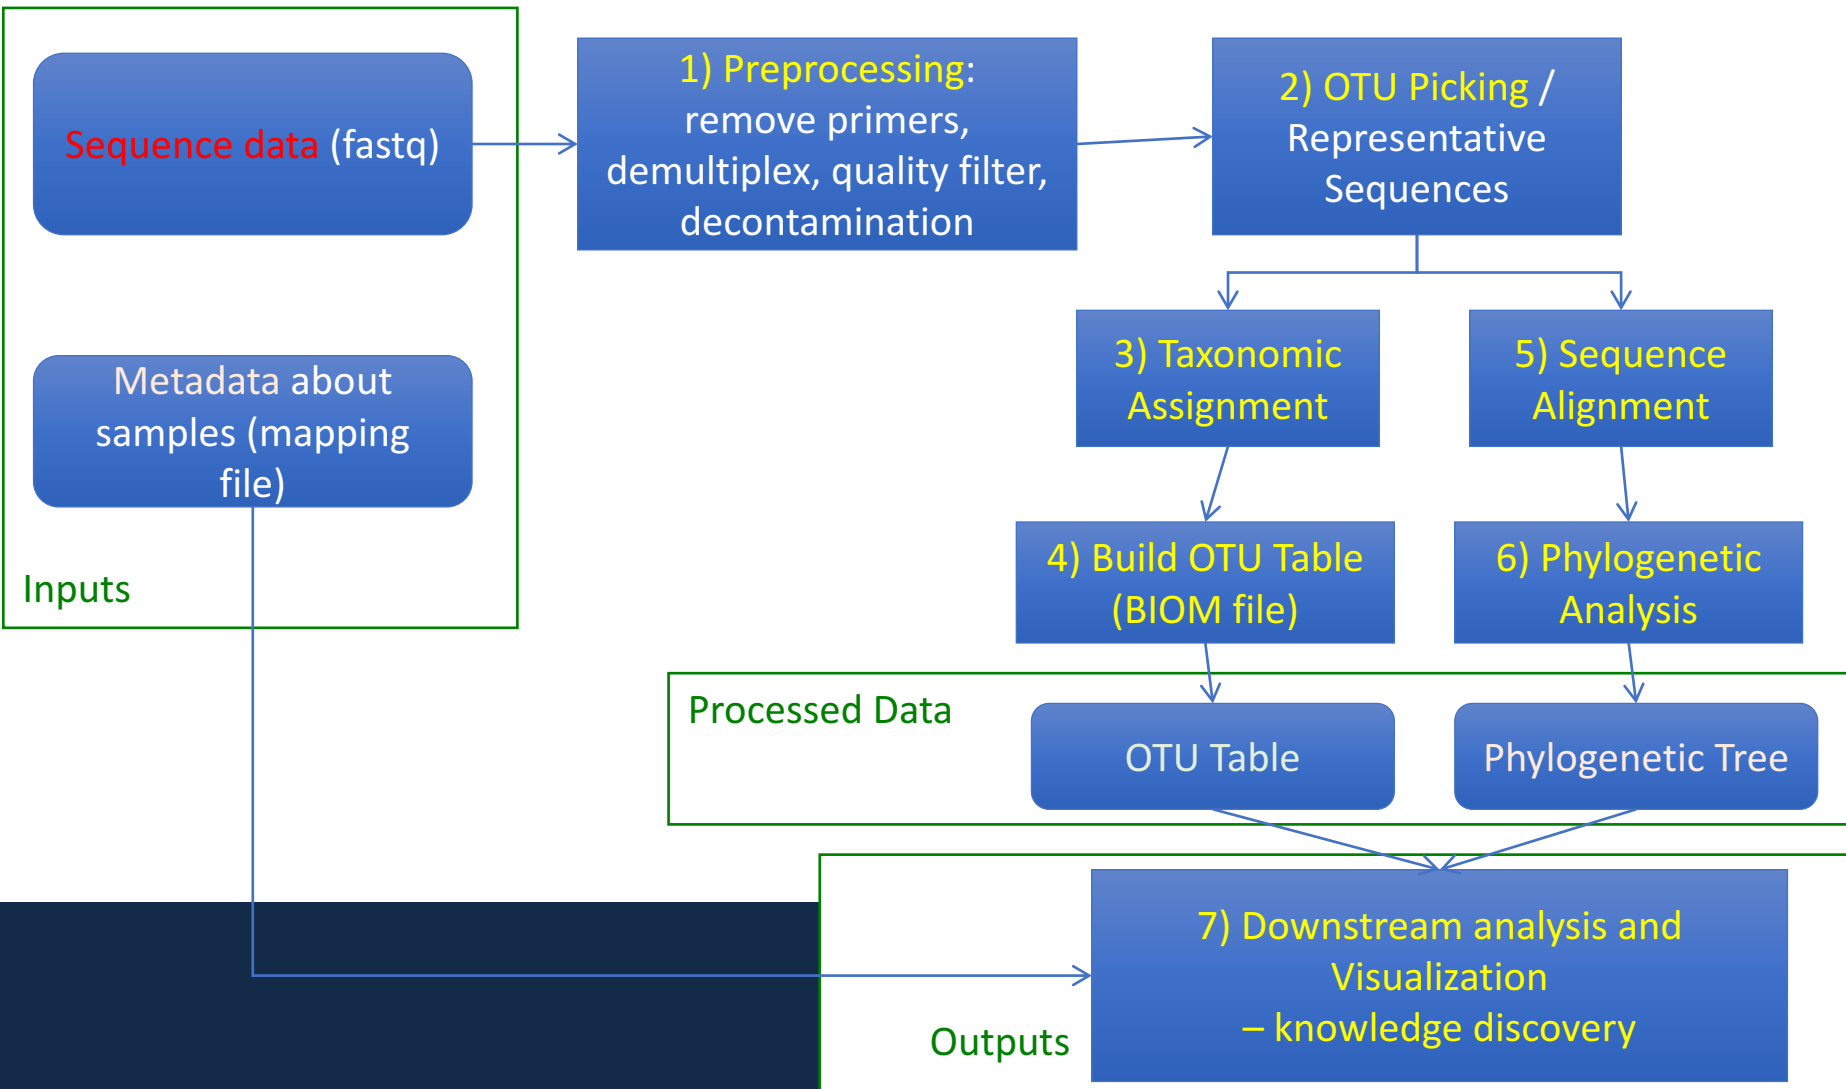 Sequence data (fastq)
1) Preprocessing:
remove primers,
demultiplex, quality filter,
decontamination
2) OTU Picking /
Representative
Sequences
Metadata about
samples (mapping
file)
Inputs
3) Taxonomic
Assignment
5) Sequence
Alignment
4) Build OTU Table
(BIOM file)
6) Phylogenetic
Analysis
Processed Data
OTU Table
Phylogenetic Tree
7) Downstream analysis and
Visualization
– knowledge discovery
Outputs